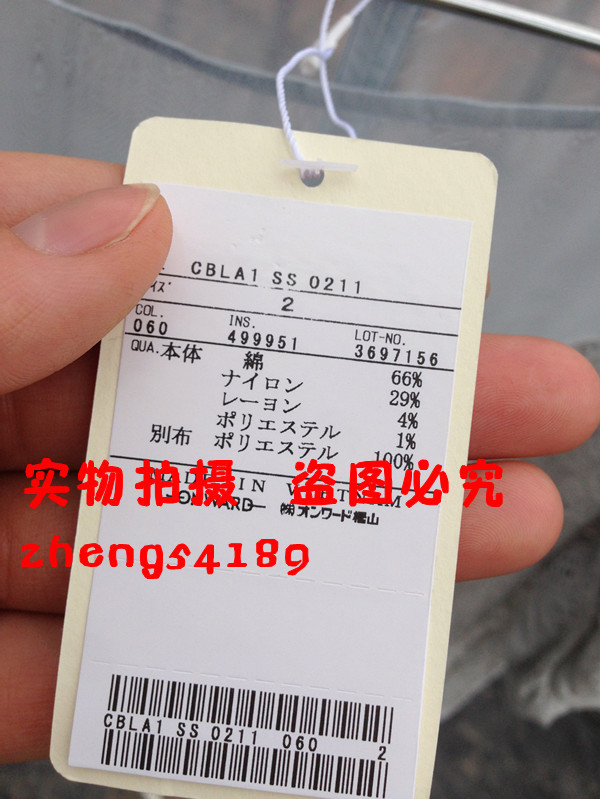 CBLA1 SS 0211
イズ
2
COL. INS. LOT-NO.
060 499951 3697156
QUA. 本体 綿 66%
ナイロン 29%
レーヨン 4%
ポリエステル 1%
別布 ポリエステル 100%
实物拍摄 盗图必究
IN
ONWARD ㈱オンワード樫山
zheng54189
CBLA1 SS 0211 060 2